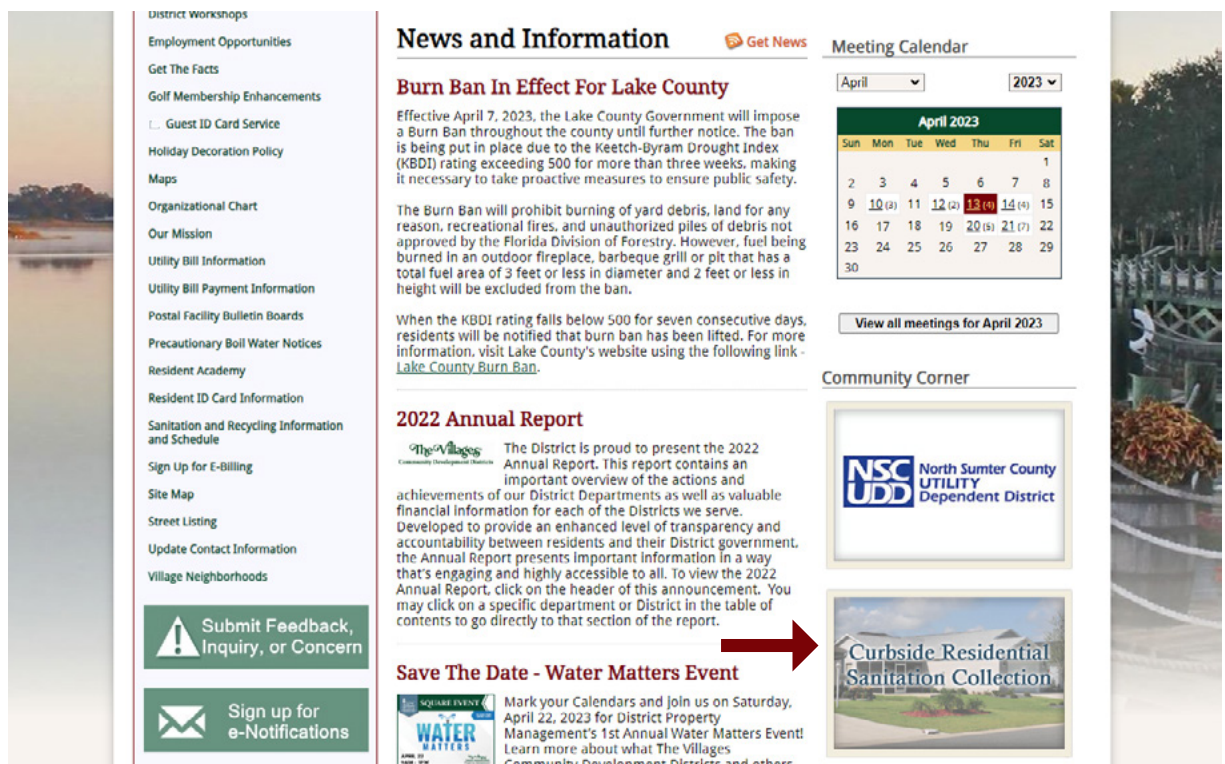 District Workshops
Employment Opportunities
Get The Facts
Golf Membership Enhancements
Guest ID Card Service
Holiday Decoration Policy
Maps
Organizational Chart
Our Mission
Utility Bill Information
Utility Bill Payment Information
Postal Facility Bulletin Boards
Precautionary Boil Water Notices
Resident Academy
Resident ID Card Information
Sanitation and Recycling Information
and Schedule
Sign Up for E-Billing
Site Map
Street Listing
Update Contact Information
Village Neighborhoods
Submit Feedback,
Inquiry, or Concern
Sign up for
e-Notifications
News and Information
Get News
Burn Ban In Effect For Lake County
Effective April 7, 2023, the Lake County Government will impose
a Burn Ban throughout the county until further notice. The ban
is being put in place due to the Keetch-Byram Drought Index
(KBDI) rating exceeding 500 for more than three weeks, making
it necessary to take proactive measures to ensure public safety.
The Burn Ban will prohibit burning of yard debris, land for any
reason, recreational fires, and unauthorized piles of debris not
approved by the Florida Division of Forestry. However, fuel being
burned in an outdoor fireplace, barbeque grill or pit that has a
total fuel area of 3 feet or less in diameter and 2 feet or less in
height will be excluded from the ban.
When the KBDI rating falls below 500 for seven consecutive days,
residents will be notified that burn ban has been lifted. For more
information, visit Lake County's website using the following link -
Lake County Burn Ban.
2022 Annual Report
The Villages
Community Development Districts
The District is proud to present the 2022
Annual Report. This report contains an
important overview of the actions and
achievements of our District Departments as well as valuable
financial information for each of the Districts we serve.
Developed to provide an enhanced level of transparency and
accountability between residents and their District government,
the Annual Report presents important information in a way
that's engaging and highly accessible to all. To view the 2022
Annual Report, click on the header of this announcement. You
may click on a specific department or District in the table of
contents to go directly to that section of the report.
Save The Date - Water Matters Event
SQUARE EVENT
WATER
MATTERS
Mark your Calendars and join us on Saturday,
April 22, 2023 for District Property
Management's 1st Annual Water Matters Event!
Learn more about what The Villages
Community Development Districts and others
Meeting Calendar
April 2023
April 2023
Sun Mon Tue Wed Thu Fri Sat
1
2 3 4 5 6 7 8
9 10 (3) 11 12 (2) 13 (4) 14 (4) 15
16 17 18 19 20 (5) 21 (7) 22
23 24 25 26 27 28 29
30
View all meetings for April 2023
Community Corner
NSC
UDD
North Sumter County
UTILITY
Dependent District
Curbside Residential
Sanitation Collection